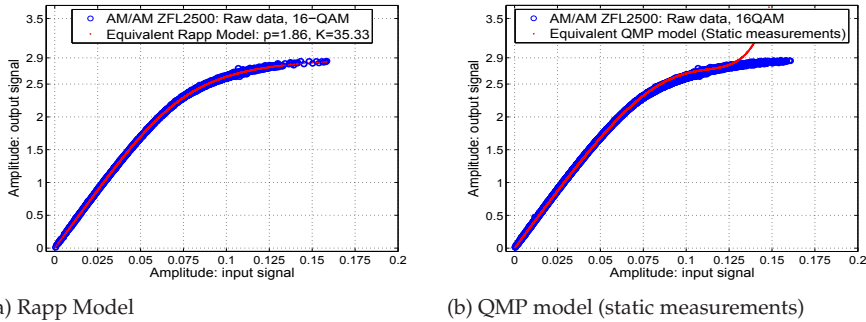 3.5
2.9
2.5
2
1.5
1
0.5
0
Amplitude: output signal
AM/AM ZFL2500: Raw data, 16−QAM
Equivalent Rapp Model: p=1.86, K=35.33
0 0.025 0.05 0.075 0.1 0.125 0.15 0.175 0.2
Amplitude: input signal
a) Rapp Model
3.5
2.9
2.5
2
1.5
1
0.5
0
Amplitude: output signal
AM/AM ZFL2500: Raw data, 16QAM
Equivalent QMP model (Static measurements)
0 0.025 0.05 0.075 0.1 0.125 0.15 0.175 0.2
Amplitude: input signal
(b) QMP model (static measurements)